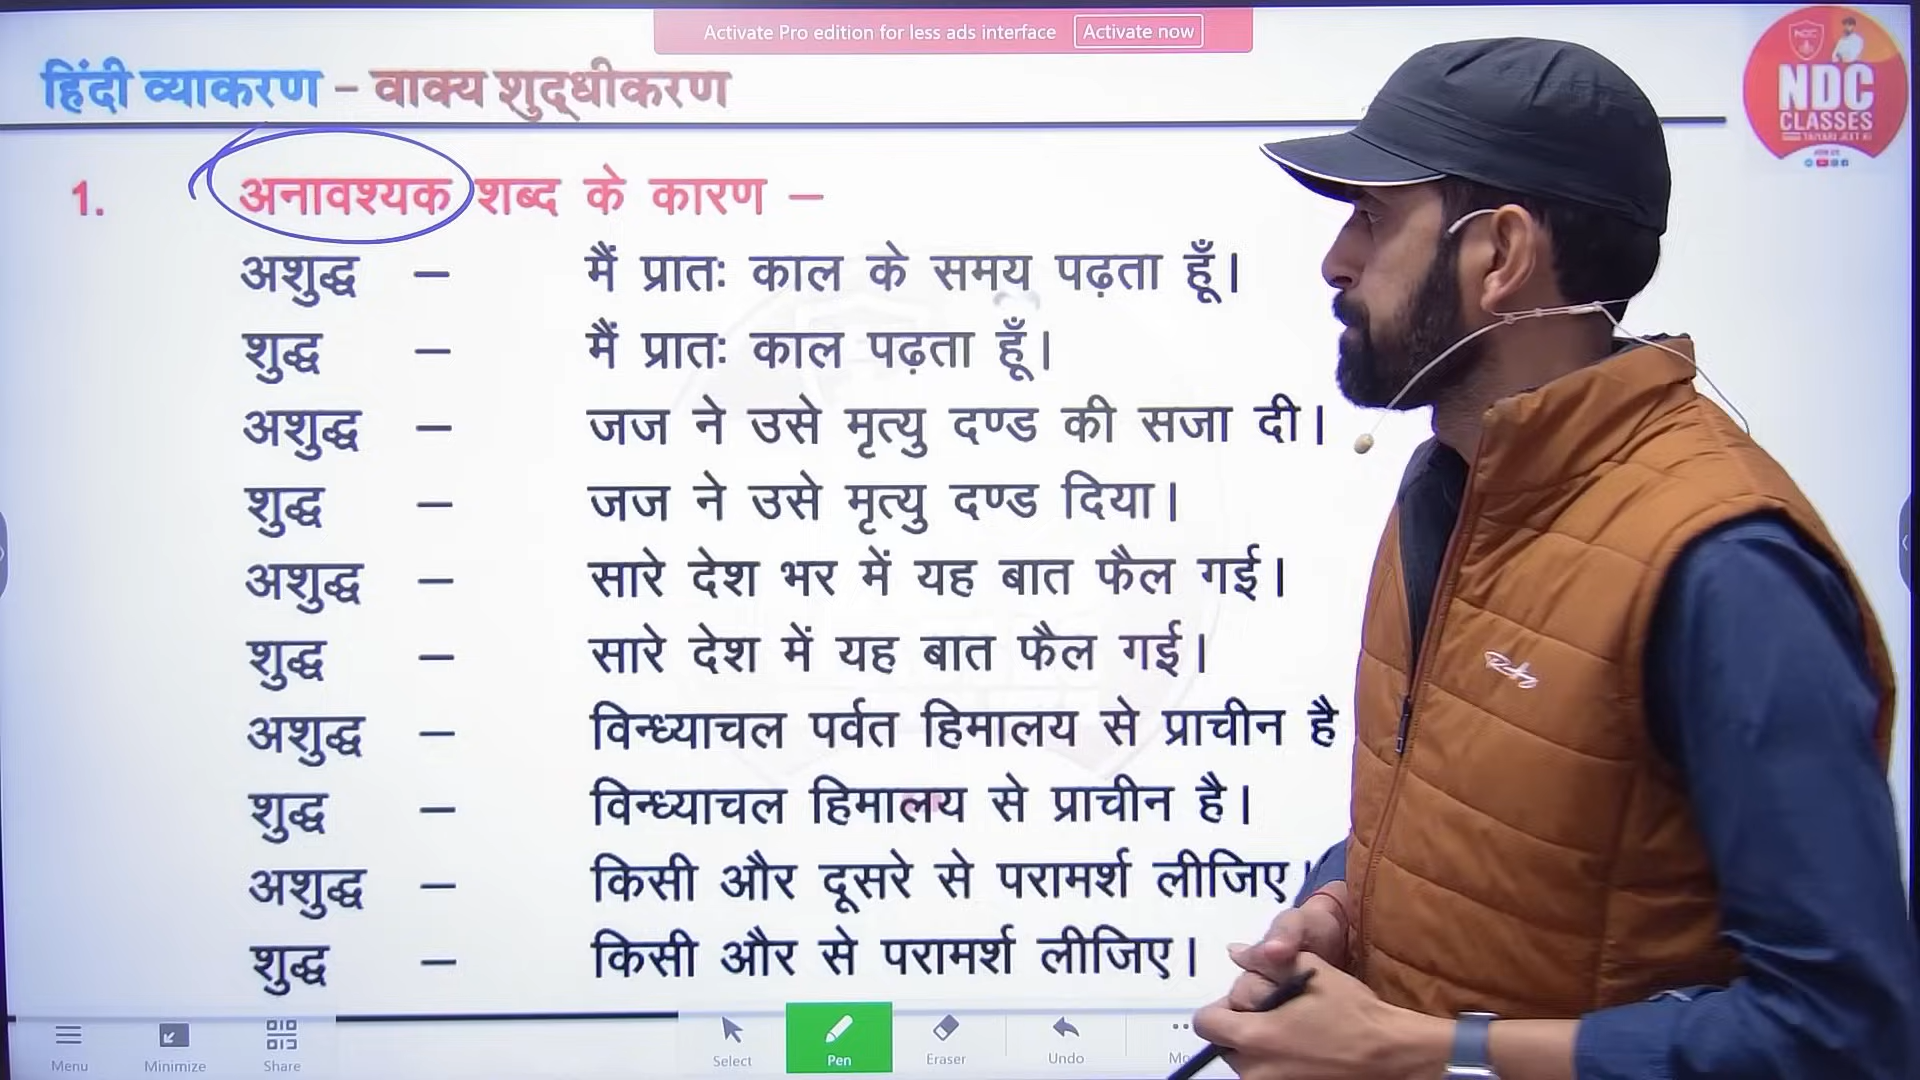 Activate Pro edition for less ads interface Activate now
हिंदी व्याकरण – वाक्य शुद्धीकरण
NDC
CLASSES
1. अनावश्यक शब्द के कारण –
अशुद्ध – मैं प्रातः काल के समय पढ़ता हूँ।
शुद्ध – मैं प्रातः काल पढ़ता हूँ।
अशुद्ध – जज ने उसे मृत्यु दण्ड की सजा दी।
शुद्ध – जज ने उसे मृत्यु दण्ड दिया।
अशुद्ध – सारे देश भर में यह बात फैल गई।
शुद्ध – सारे देश में यह बात फैल गई।
अशुद्ध – विन्ध्याचल पर्वत हिमालय से प्राचीन है
शुद्ध – विन्ध्याचल हिमालय से प्राचीन है।
अशुद्ध – किसी और दूसरे से परामर्श लीजिए।
शुद्ध – किसी और से परामर्श लीजिए।
Menu Minimize Share Select Pen Eraser Undo